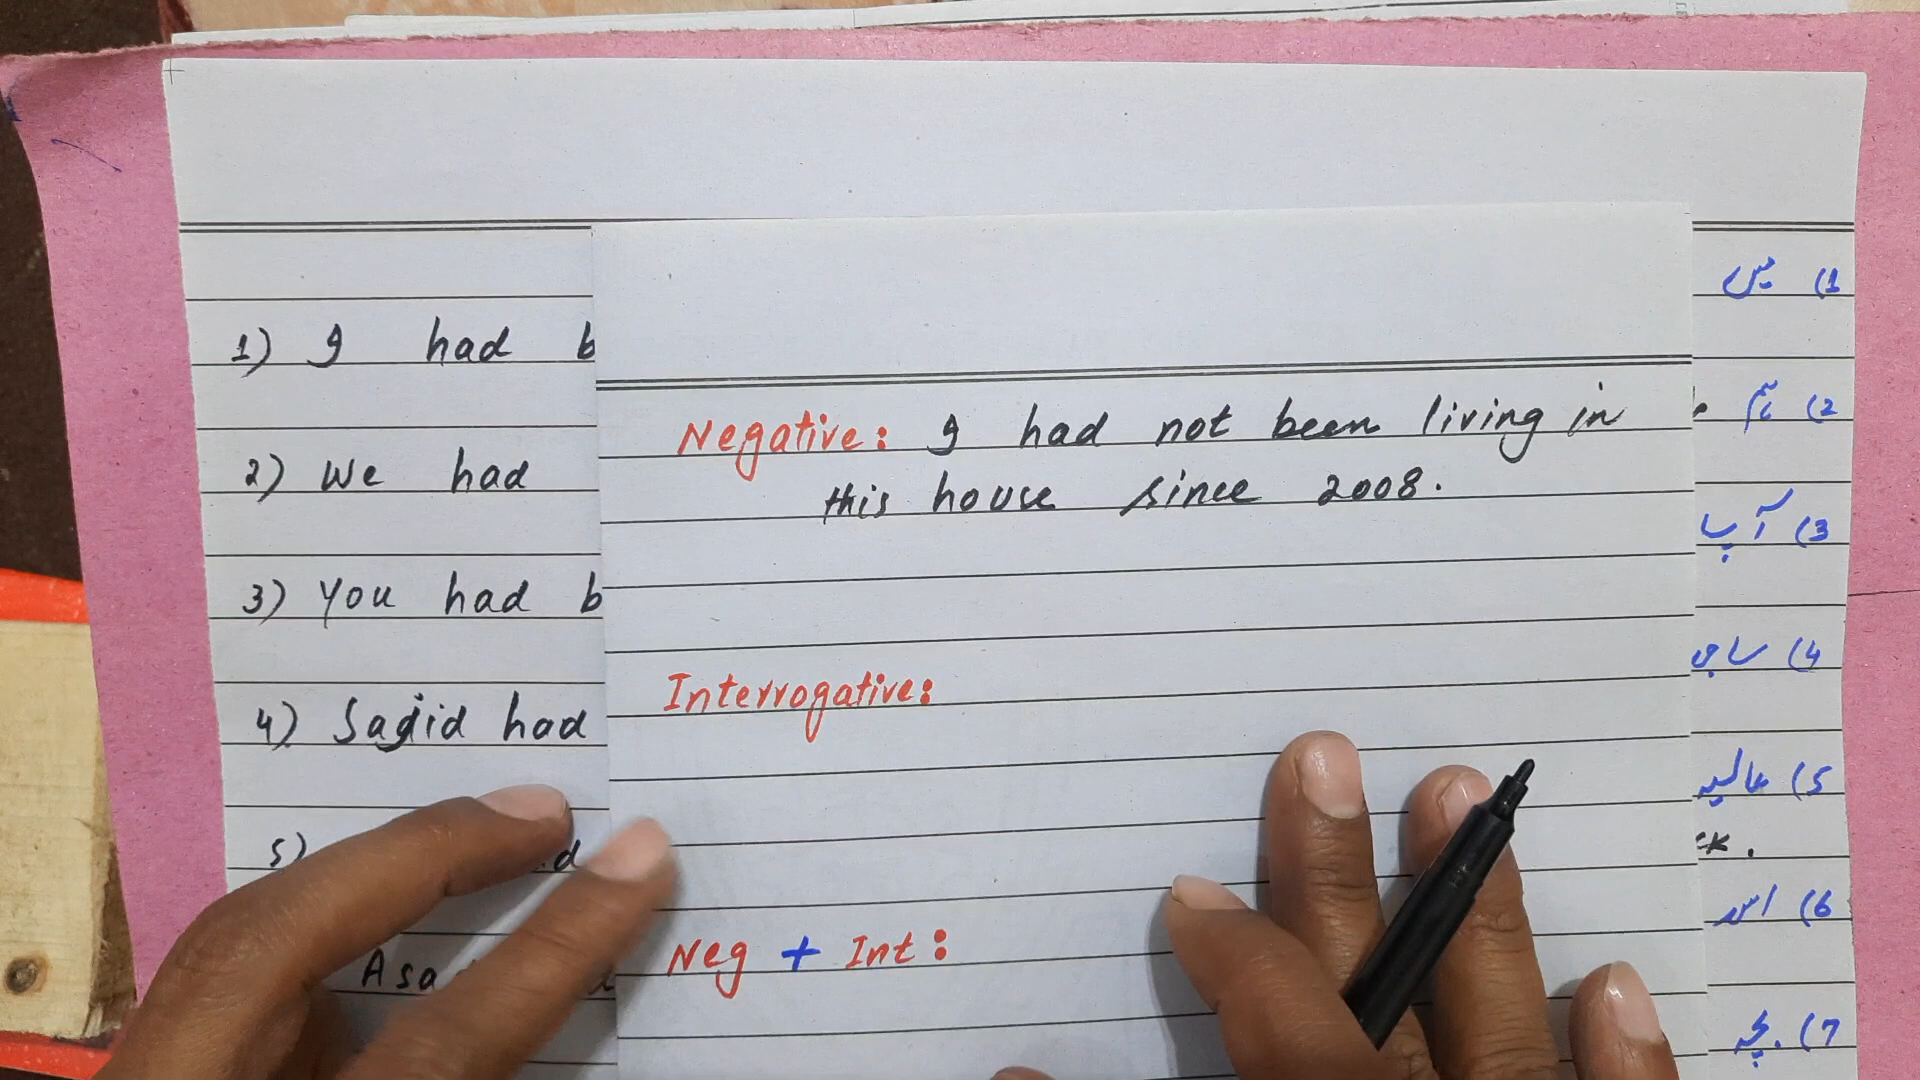 1) I had b
2) We had
3) You had b
4) Sajid had
5)
Asa
Negative: I had not been living in
this house since 2008.
Interrogative:
Neg + Int:
1) میں
2) ہم
3) آپ
4) ساجد
5) عالیہ
ck.
6) اسد
7)